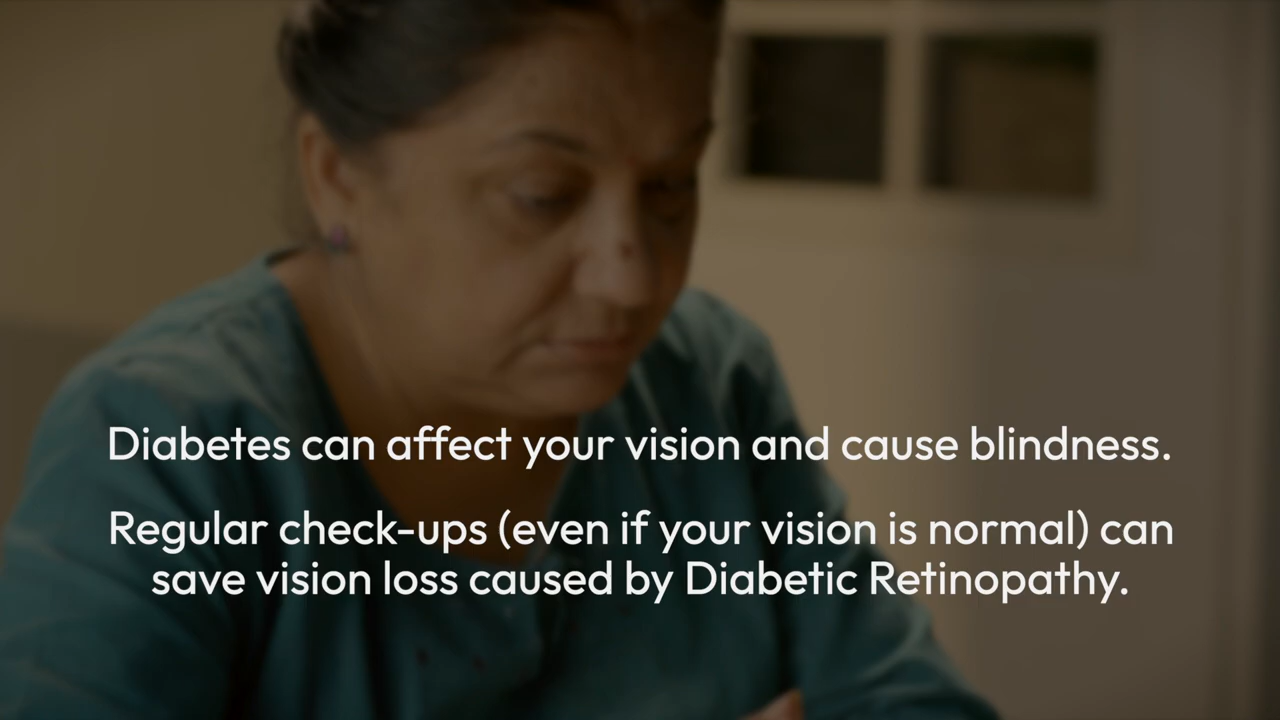 Diabetes can affect your vision and cause blindness.
Regular check-ups (even if your vision is normal) can
save vision loss caused by Diabetic Retinopathy.